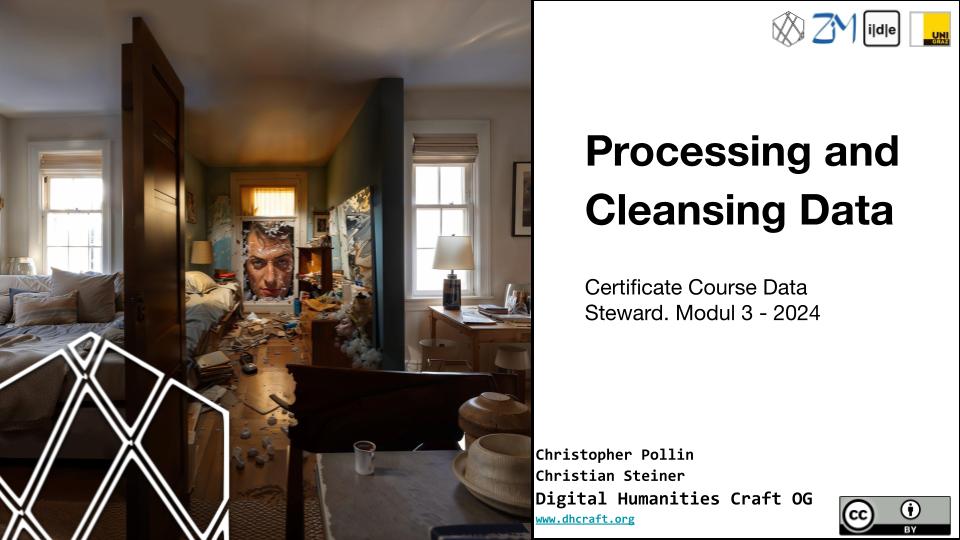 ZIM
i|d|e
UNI
GRAZ
Processing and
Cleansing Data
Certificate Course Data
Steward. Modul 3 - 2024
Christopher Pollin
Christian Steiner
Digital Humanities Craft OG
www.dhcraft.org
cc
BY